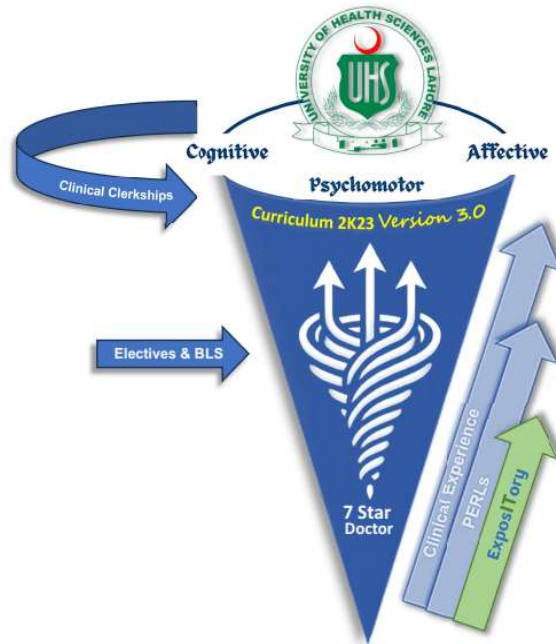 UNIVERSITY OF HEALTH SCIENCES LAHORE
UHS
Cognitive
Affective
Psychomotor
Clinical Clerkships
Curriculum 2K23 Version 3.0
Electives & BLS
7 Star
Doctor
Clinical Experience
PERLs
ExposITory